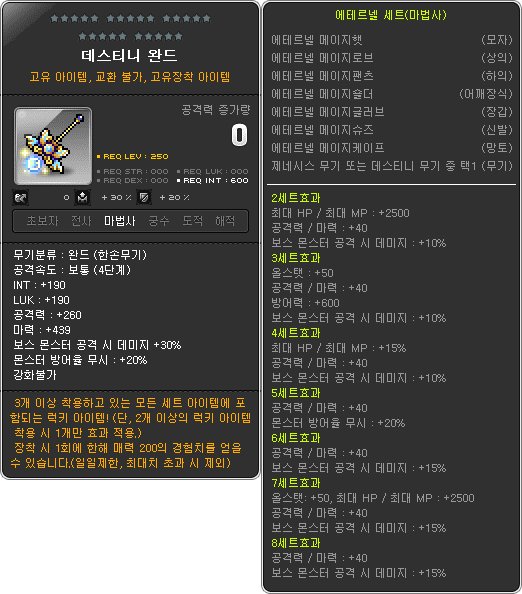 데스티니 완드
고유 아이템, 교환 불가, 고유장착 아이템
공격력 증가량
0
REQ LEV : 250
REQ STR : 000 REQ LUK : 000
REQ DEX : 000 REQ INT : 600
0 + 30 % + 20 %
초보자 전사 마법사 궁수 도적 해적
무기분류 : 완드 (한손무기)
공격속도 : 보통 (4단계)
INT : +190
LUK : +190
공격력 : +260
마력 : +439
보스 몬스터 공격 시 데미지 +30%
몬스터 방어율 무시 : +20%
강화불가
3개 이상 착용하고 있는 모든 세트 아이템에 포
함되는 럭키 아이템! (단, 2개 이상의 럭키 아이템
착용 시 1개만 효과 적용.)
장착 시 1회에 한해 매력 200의 경험치를 얻을
수 있습니다.(일일제한, 최대치 초과 시 제외)
에테르넬 세트(마법사)
에테르넬 메이지햇 (모자)
에테르넬 메이지로브 (상의)
에테르넬 메이지팬츠 (하의)
에테르넬 메이지숄더 (어깨장식)
에테르넬 메이지글러브 (장갑)
에테르넬 메이지슈즈 (신발)
에테르넬 메이지케이프 (망토)
제네시스 무기 또는 데스티니 무기 중 택1 (무기)
2세트효과
최대 HP / 최대 MP : +2500
공격력 / 마력 : +40
보스 몬스터 공격 시 데미지 : +10%
3세트효과
올스탯 : +50
공격력 / 마력 : +40
방어력 : +600
보스 몬스터 공격 시 데미지 : +10%
4세트효과
최대 HP / 최대 MP : +15%
공격력 / 마력 : +40
보스 몬스터 공격 시 데미지 : +10%
5세트효과
공격력 / 마력 : +40
몬스터 방어율 무시 : +20%
6세트효과
공격력 / 마력 : +40
보스 몬스터 공격 시 데미지 : +15%
7세트효과
올스탯: +50, 최대 HP / 최대 MP : +2500
공격력 / 마력 : +40
보스 몬스터 공격 시 데미지 : +15%
8세트효과
공격력 / 마력 : +40
보스 몬스터 공격 시 데미지 : +15%